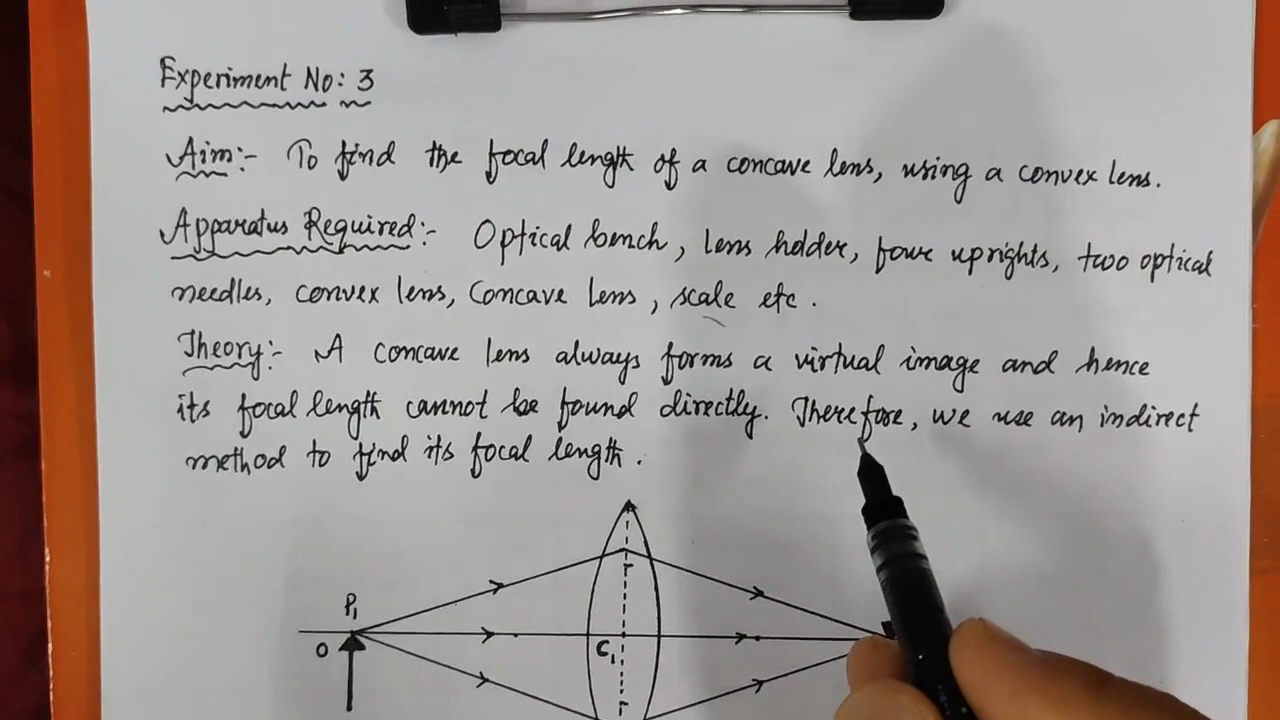 Experiment No: 3
Aim:- To find the focal length of a concave lens, using a convex lens.
Apparatus Required:- Optical bench, lens holder, four uprights, two optical
needles, convex lens, Concave lens, scale etc.
Theory:- A concave lens always forms a virtual image and hence
its focal length cannot be found directly. Therefore, we use an indirect
method to find its focal length.
P₁
O
C₁